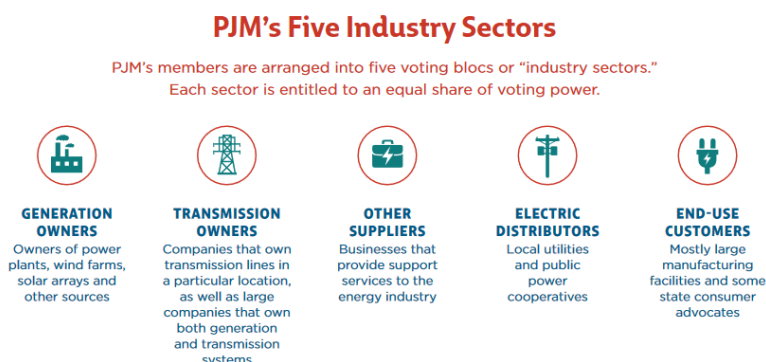 PJM's Five Industry Sectors
PJM's members are arranged into five voting blocs or “industry sectors.”
Each sector is entitled to an equal share of voting power.
GENERATION
OWNERS
Owners of power
plants, wind farms,
solar arrays and
other sources
TRANSMISSION
OWNERS
Companies that own
transmission lines in
a particular location,
as well as large
companies that own
both generation
and transmission
systems
OTHER
SUPPLIERS
Businesses that
provide support
services to the
energy industry
ELECTRIC
DISTRIBUTORS
Local utilities
and public
power
cooperatives
END-USE
CUSTOMERS
Mostly large
manufacturing
facilities and some
state consumer
advocates